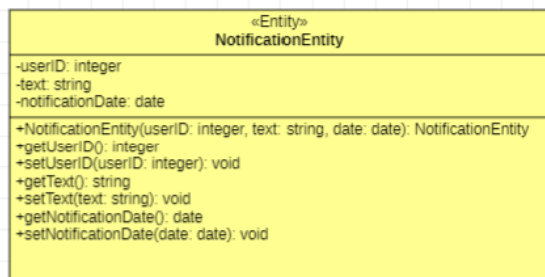 «Entity»
NotificationEntity
-userID: integer
-text: string
-notificationDate: date
+NotificationEntity(userID: integer, text: string, date: date): NotificationEntity
+getUserID(): integer
+setUserID(userID: integer): void
+getText(): string
+setText(text: string): void
+getNotificationDate(): date
+setNotificationDate(date: date): void